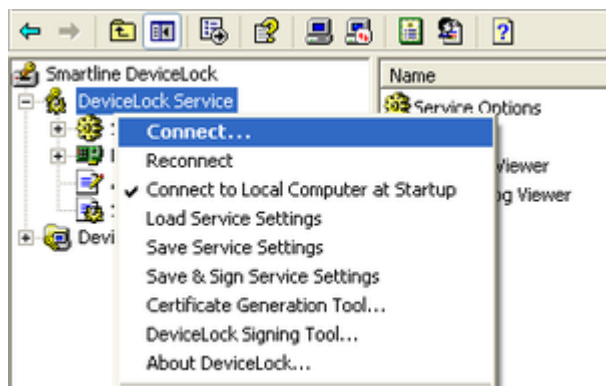 Smartline DeviceLock
Name
DeviceLock Service
Service Options
Connect...
Reconnect
Viewer
Connect to Local Computer at Startup
og Viewer
Load Service Settings
Devi
Save Service Settings
Save & Sign Service Settings
Certificate Generation Tool...
DeviceLock Signing Tool...
About DeviceLock...